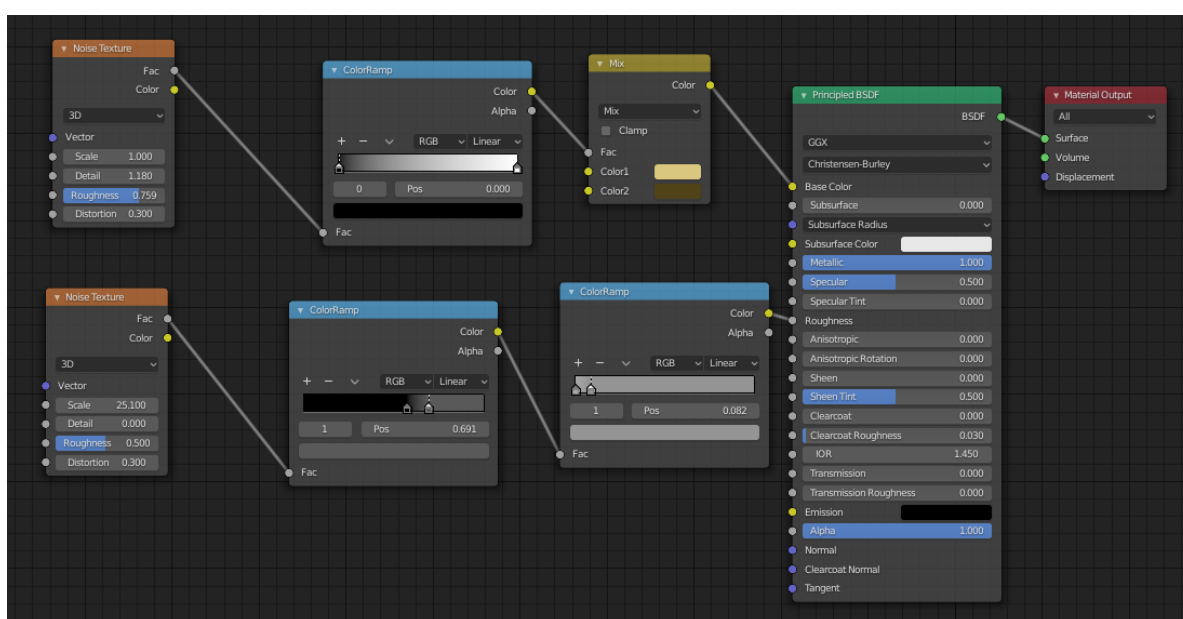 Noise Texture
Fac
Color
3D
Vector
Scale 1.000
Detail 1.180
Roughness 0.759
Distortion 0.300
ColorRamp
Color
Alpha
+ − RGB Linear
0 Pos 0.000
Fac
Mix
Color
Mix
Clamp
Fac
Color1
Color2
Principled BSDF
BSDF
GGX
Christensen-Burley
Base Color
Subsurface 0.000
Subsurface Radius
Subsurface Color
Metallic 1.000
Specular 0.500
Specular Tint 0.000
Roughness
Anisotropic 0.000
Anisotropic Rotation 0.000
Sheen 0.000
Sheen Tint 0.500
Clearcoat 0.000
Clearcoat Roughness 0.030
IOR 1.450
Transmission 0.000
Transmission Roughness 0.000
Emission
Alpha 1.000
Normal
Clearcoat Normal
Tangent
Material Output
All
Surface
Volume
Displacement
Noise Texture
Fac
Color
3D
Vector
Scale 25.100
Detail 0.000
Roughness 0.500
Distortion 0.300
ColorRamp
Color
Alpha
+ − RGB Linear
1 Pos 0.691
Fac
ColorRamp
Color
Alpha
+ − RGB Linear
1 Pos 0.082
Fac